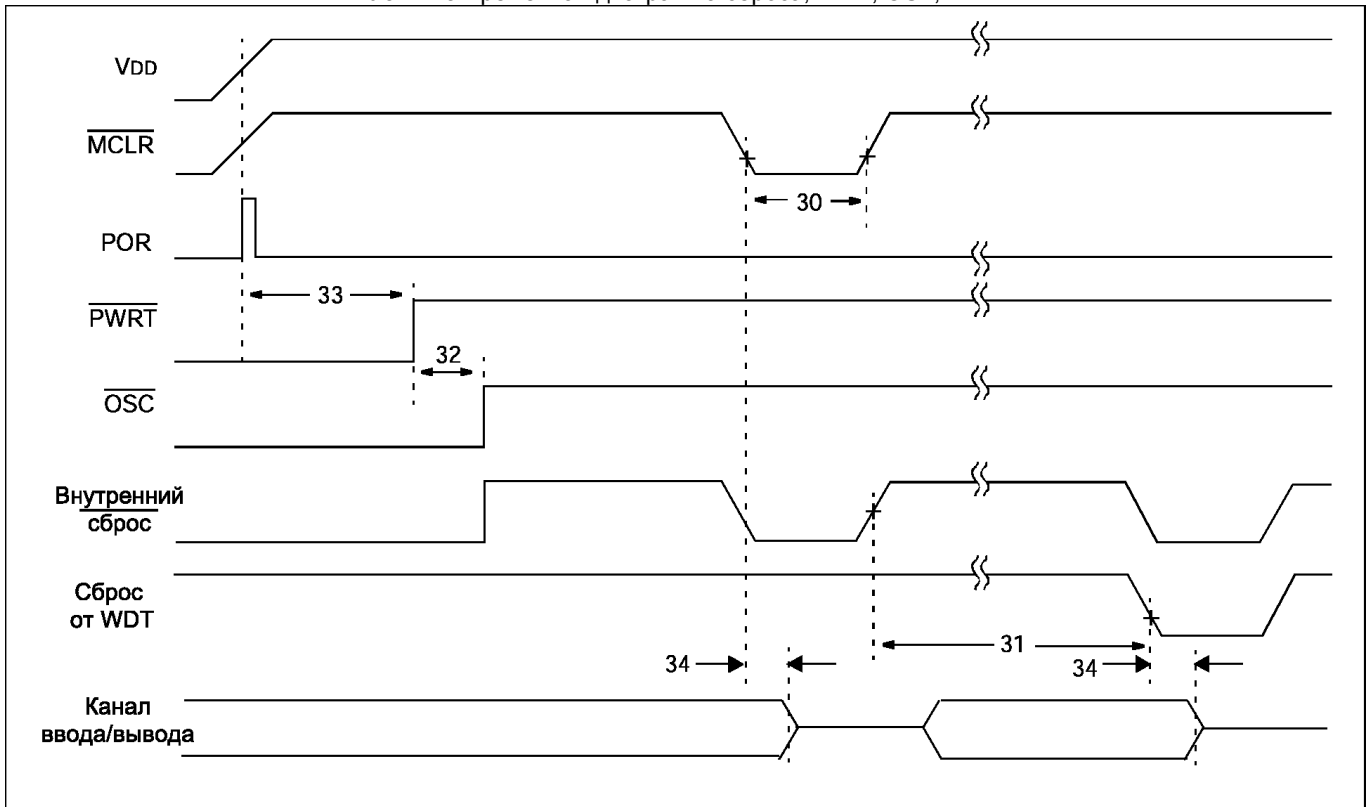 VDD
MCLR
30
POR
33
PWRT
32
OSC
Внутренний
сброс
Сброс
от WDT
31
34
34
Канал
ввода/вывода